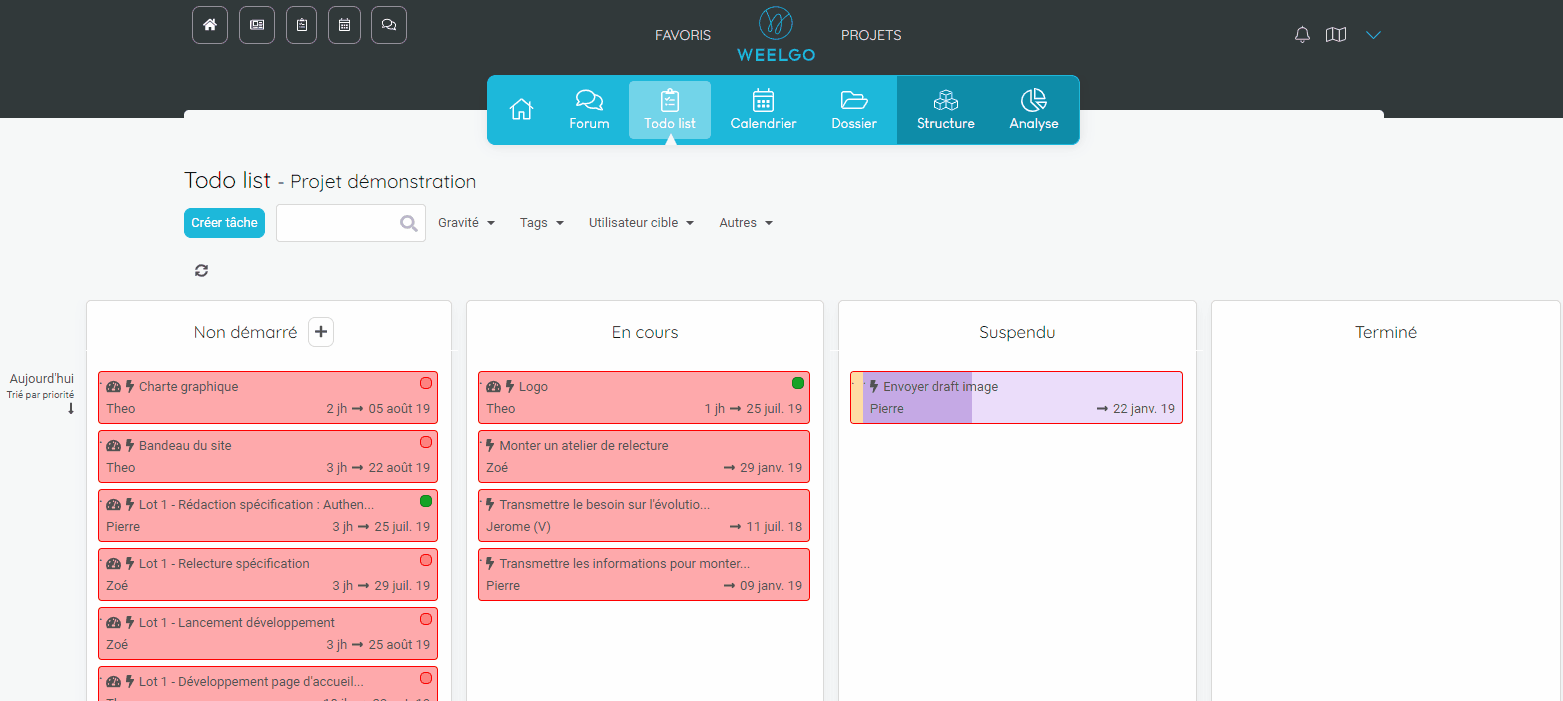 FAVORIS
WEELGO
PROJETS
Forum
Todo list
Calendrier
Dossier
Structure
Analyse
Todo list - Projet démonstration
Créer tâche
Gravité
Tags
Utilisateur cible
Autres
Aujourd'hui
Trié par priorité
Non démarré
Charte graphique
Theo 2 jh → 05 août 19
Bandeau du site
Theo 3 jh → 22 août 19
Lot 1 - Rédaction spécification : Authen...
Pierre 3 jh → 25 juil. 19
Lot 1 - Relecture spécification
Zoé 3 jh → 29 juil. 19
Lot 1 - Lancement développement
Zoé 3 jh → 25 août 19
Lot 1 - Développement page d'accueil...
En cours
Logo
Theo 1 jh → 25 juil. 19
Monter un atelier de relecture
Zoé → 29 janv. 19
Transmettre le besoin sur l'évolutio...
Jerome (V) → 11 juil. 18
Transmettre les informations pour monter...
Pierre → 09 janv. 19
Suspendu
Envoyer draft image
Pierre → 22 janv. 19
Terminé